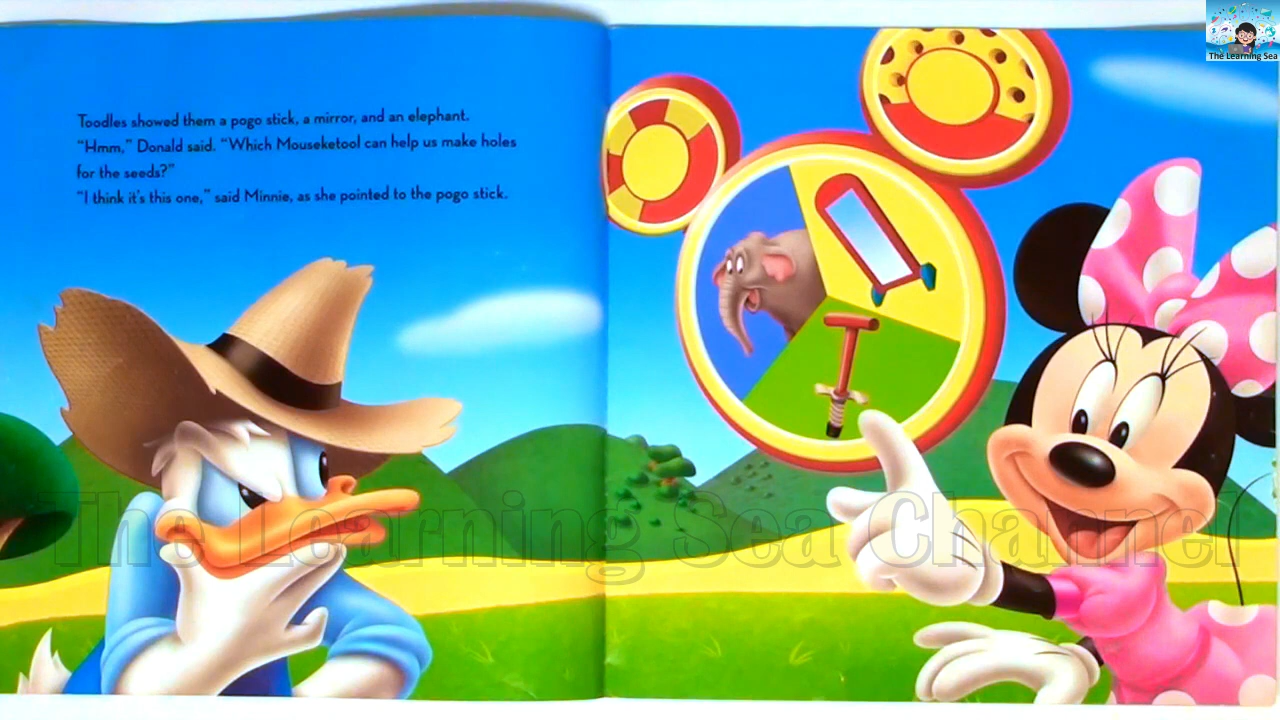 The Learning Sea
Toodles showed them a pogo stick, a mirror, and an elephant.
“Hmm,” Donald said. “Which Mouseketool can help us make holes
for the seeds?”
“I think it’s this one,” said Minnie, as she pointed to the pogo stick.
The Learning Sea Channel